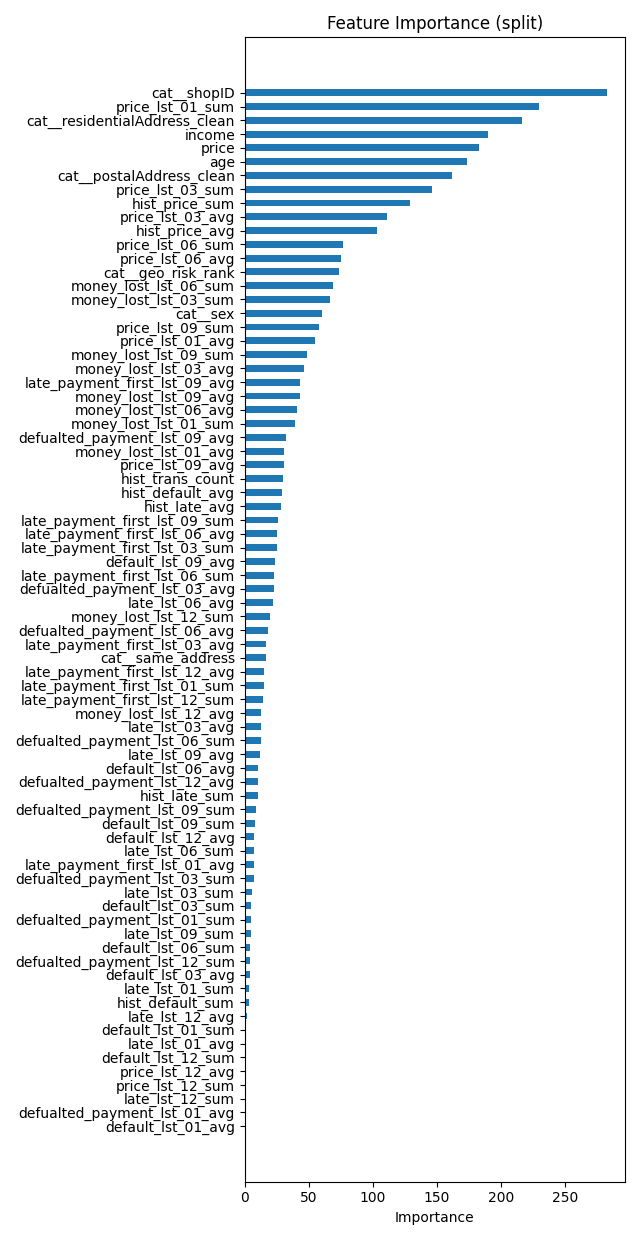 Feature Importance (split)
cat__shopID
price_lst_01_sum
cat__residentialAddress_clean
income
price
age
cat__postalAddress_clean
price_lst_03_sum
hist_price_sum
price_lst_03_avg
hist_price_avg
price_lst_06_sum
price_lst_06_avg
cat__geo_risk_rank
money_lost_lst_06_sum
money_lost_lst_03_sum
cat__sex
price_lst_09_sum
price_lst_01_avg
money_lost_lst_09_sum
money_lost_lst_03_avg
late_payment_first_lst_09_avg
money_lost_lst_09_avg
money_lost_lst_06_avg
money_lost_lst_01_sum
defualted_payment_lst_09_avg
money_lost_lst_01_avg
price_lst_09_avg
hist_trans_count
hist_default_avg
hist_late_avg
late_payment_first_lst_09_sum
late_payment_first_lst_06_avg
late_payment_first_lst_03_sum
default_lst_09_avg
late_payment_first_lst_06_sum
defualted_payment_lst_03_avg
late_lst_06_avg
money_lost_lst_12_sum
defualted_payment_lst_06_avg
late_payment_first_lst_03_avg
cat__same_address
late_payment_first_lst_12_avg
late_payment_first_lst_01_sum
late_payment_first_lst_12_sum
money_lost_lst_12_avg
late_lst_03_avg
defualted_payment_lst_06_sum
late_lst_09_avg
default_lst_06_avg
defualted_payment_lst_12_avg
hist_late_sum
defualted_payment_lst_09_sum
default_lst_09_sum
default_lst_12_avg
late_lst_06_sum
late_payment_first_lst_01_avg
defualted_payment_lst_03_sum
late_lst_03_sum
default_lst_03_sum
defualted_payment_lst_01_sum
late_lst_09_sum
default_lst_06_sum
defualted_payment_lst_12_sum
default_lst_03_avg
late_lst_01_sum
hist_default_sum
late_lst_12_avg
default_lst_01_sum
late_lst_01_avg
default_lst_12_sum
price_lst_12_avg
price_lst_12_sum
late_lst_12_sum
defualted_payment_lst_01_avg
default_lst_01_avg
0 50 100 150 200 250
Importance